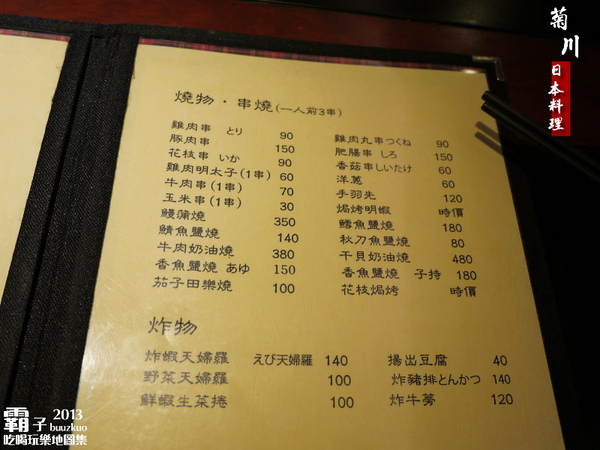 菊川
日本料理
燒物・串燒(一人前3串)
雞肉串 とり 90
豚肉串 150
花枝串 いか 90
雞肉明太子(1串) 60
牛肉串(1串) 70
玉米串(1串) 30
鰻蒲燒 350
鯖魚鹽燒 140
牛肉奶油燒 380
香魚鹽燒 あゆ 150
茄子田樂燒 100
雞肉丸串つくね 90
肥腸串 しろ 150
香菇串しいたけ 60
洋蔥 60
手羽先 120
焗烤明蝦 時價
鱈魚鹽燒 180
秋刀魚鹽燒 80
干貝奶油燒 480
香魚鹽燒 子持 180
花枝焗烤 時價
炸物
炸蝦天婦羅 えび天婦羅 140
野菜天婦羅 100
鮮蝦生菜捲 100
揚出豆腐 40
炸豬排とんかつ 140
炸牛蒡 120
霸子 2013
buuzkuo
吃喝玩樂地圖集